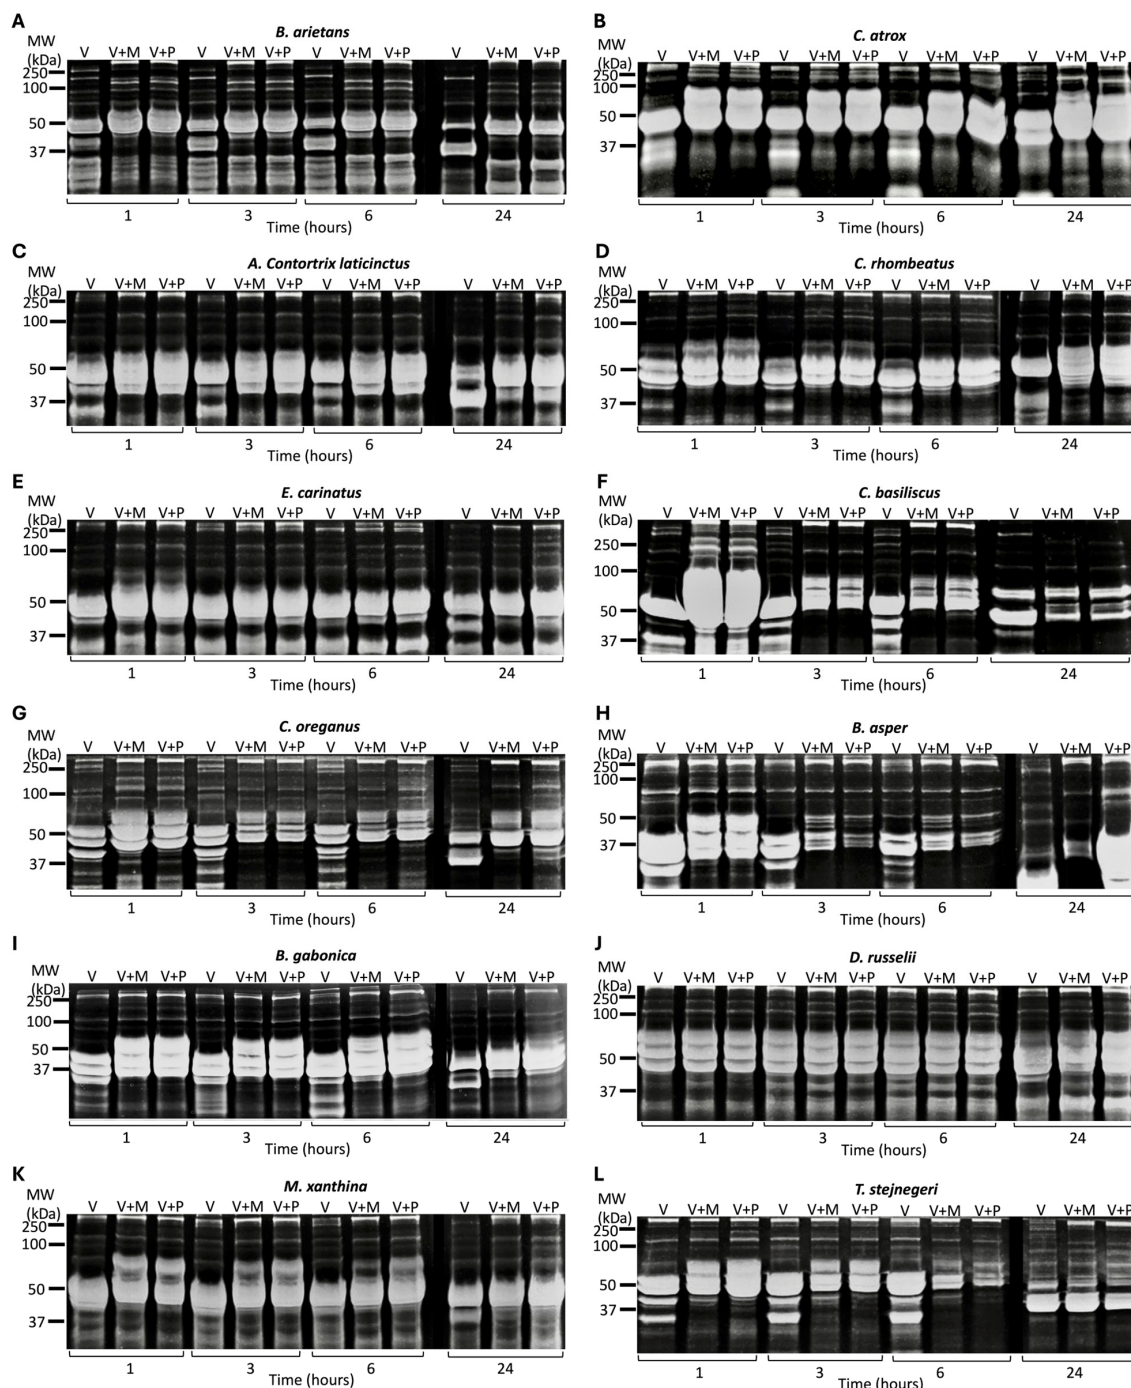 A
B. arietans
MW
(kDa)
V V+M V+P V V+M V+P V V+M V+P V V+M V+P
250
100
50
37
1 3 6 24
Time (hours)
B
C. atrox
MW
(kDa)
V V+M V+P V V+M V+P V V+M V+P V V+M V+P
250
100
50
37
1 3 6 24
Time (hours)
C
A. Contortrix laticinctus
MW
(kDa)
V V+M V+P V V+M V+P V V+M V+P V V+M V+P
250
100
50
37
1 3 6 24
Time (hours)
D
C. rhombeatus
MW
(kDa)
V V+M V+P V V+M V+P V V+M V+P V V+M V+P
250
100
50
37
1 3 6 24
Time (hours)
E
E. carinatus
MW
(kDa)
V V+M V+P V V+M V+P V V+M V+P V V+M V+P
250
100
50
37
1 3 6 24
Time (hours)
F
C. basiliscus
MW
(kDa)
V V+M V+P V V+M V+P V V+M V+P V V+M V+P
250
100
50
37
1 3 6 24
Time (hours)
G
C. oreganus
MW
(kDa)
V V+M V+P V V+M V+P V V+M V+P V V+M V+P
250
100
50
37
1 3 6 24
Time (hours)
H
B. asper
MW
(kDa)
V V+M V+P V V+M V+P V V+M V+P V V+M V+P
250
100
50
37
1 3 6 24
Time (hours)
I
B. gabonica
MW
(kDa)
V V+M V+P V V+M V+P V V+M V+P V V+M V+P
250
100
50
37
1 3 6 24
Time (hours)
J
D. russelii
MW
(kDa)
V V+M V+P V V+M V+P V V+M V+P V V+M V+P
250
100
50
37
1 3 6 24
Time (hours)
K
M. xanthina
MW
(kDa)
V V+M V+P V V+M V+P V V+M V+P V V+M V+P
250
100
50
37
1 3 6 24
Time (hours)
L
T. stejnegeri
MW
(kDa)
V V+M V+P V V+M V+P V V+M V+P V V+M V+P
250
100
50
37
1 3 6 24
Time (hours)